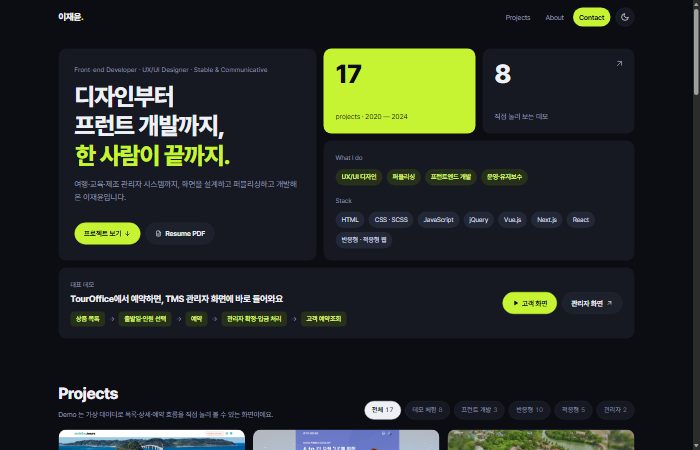 이재윤.
Projects
About
Contact
Front-end Developer · UX/UI Designer · Stable & Communicative
디자인부터
프런트 개발까지,
한 사람이 끝까지.
여행·교육·제조 관리자 시스템까지, 화면을 설계하고 퍼블리싱하고 개발해
온 이재윤입니다.
프로젝트 보기 ↓
Resume PDF
17
projects · 2020 — 2024
8
직접 눌러 보는 데모
What I do
UX/UI 디자인
퍼블리싱
프런트엔드 개발
운영·유지보수
Stack
HTML
CSS · SCSS
JavaScript
jQuery
Vue.js
Next.js
React
반응형 · 적응형 웹
대표 데모
TourOffice에서 예약하면, TMS 관리자 화면에 바로 들어와요
상품 목록 → 출발일·인원 선택 → 예약 → 관리자 확정·입금 처리 → 고객 예약조회
▶ 고객 화면
관리자 화면 ↗
Projects
Demo 는 가상 데이터로 목록·상세·예약 흐름을 직접 눌러 볼 수 있는 화면이에요.
전체 17
데모 체험 8
프런트 개발 3
반응형 10
적응형 5
관리자 2